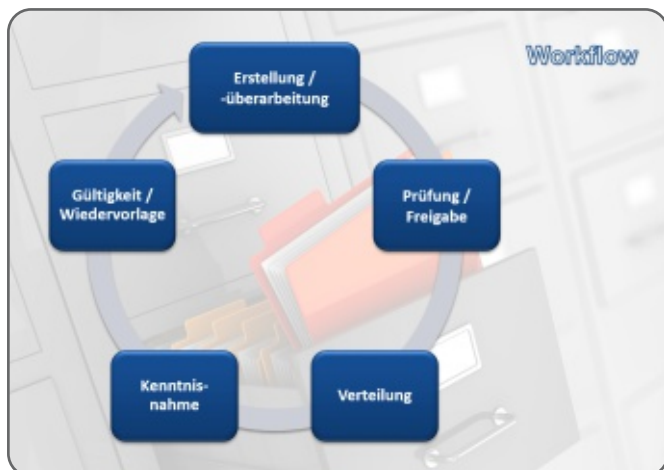 Workflow
Erstellung /
-überarbeitung
Prüfung /
Freigabe
Verteilung
Kenntnis-
nahme
Gültigkeit /
Wiedervorlage